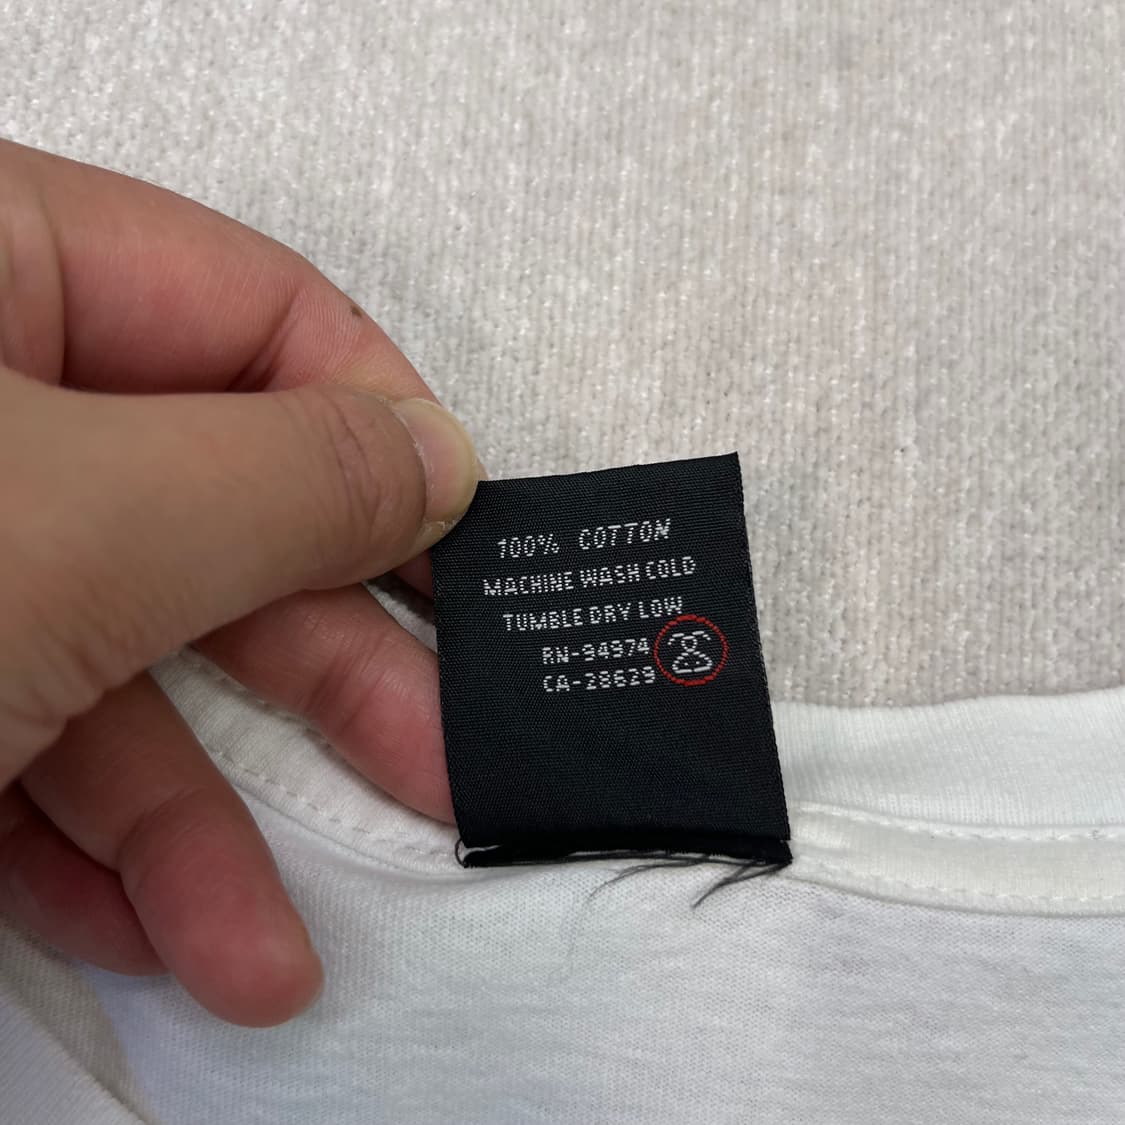 100% COTTON
MACHINE WASH COLD
TUMBLE DRY LOW
RN-94974
CA-28629